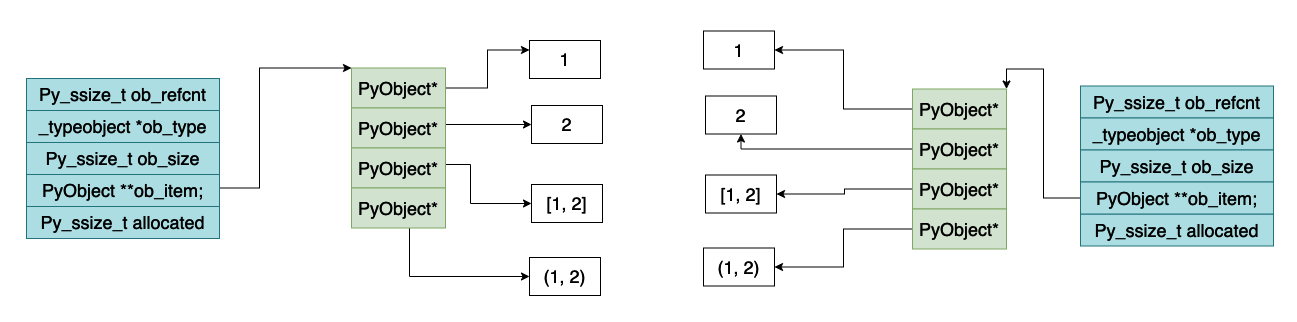 Py_ssize_t ob_refcnt
_typeobject *ob_type
Py_ssize_t ob_size
PyObject **ob_item;
Py_ssize_t allocated
PyObject*
PyObject*
PyObject*
PyObject*
1
2
[1, 2]
(1, 2)
1
2
[1, 2]
(1, 2)
PyObject*
PyObject*
PyObject*
PyObject*
Py_ssize_t ob_refcnt
_typeobject *ob_type
Py_ssize_t ob_size
PyObject **ob_item;
Py_ssize_t allocated